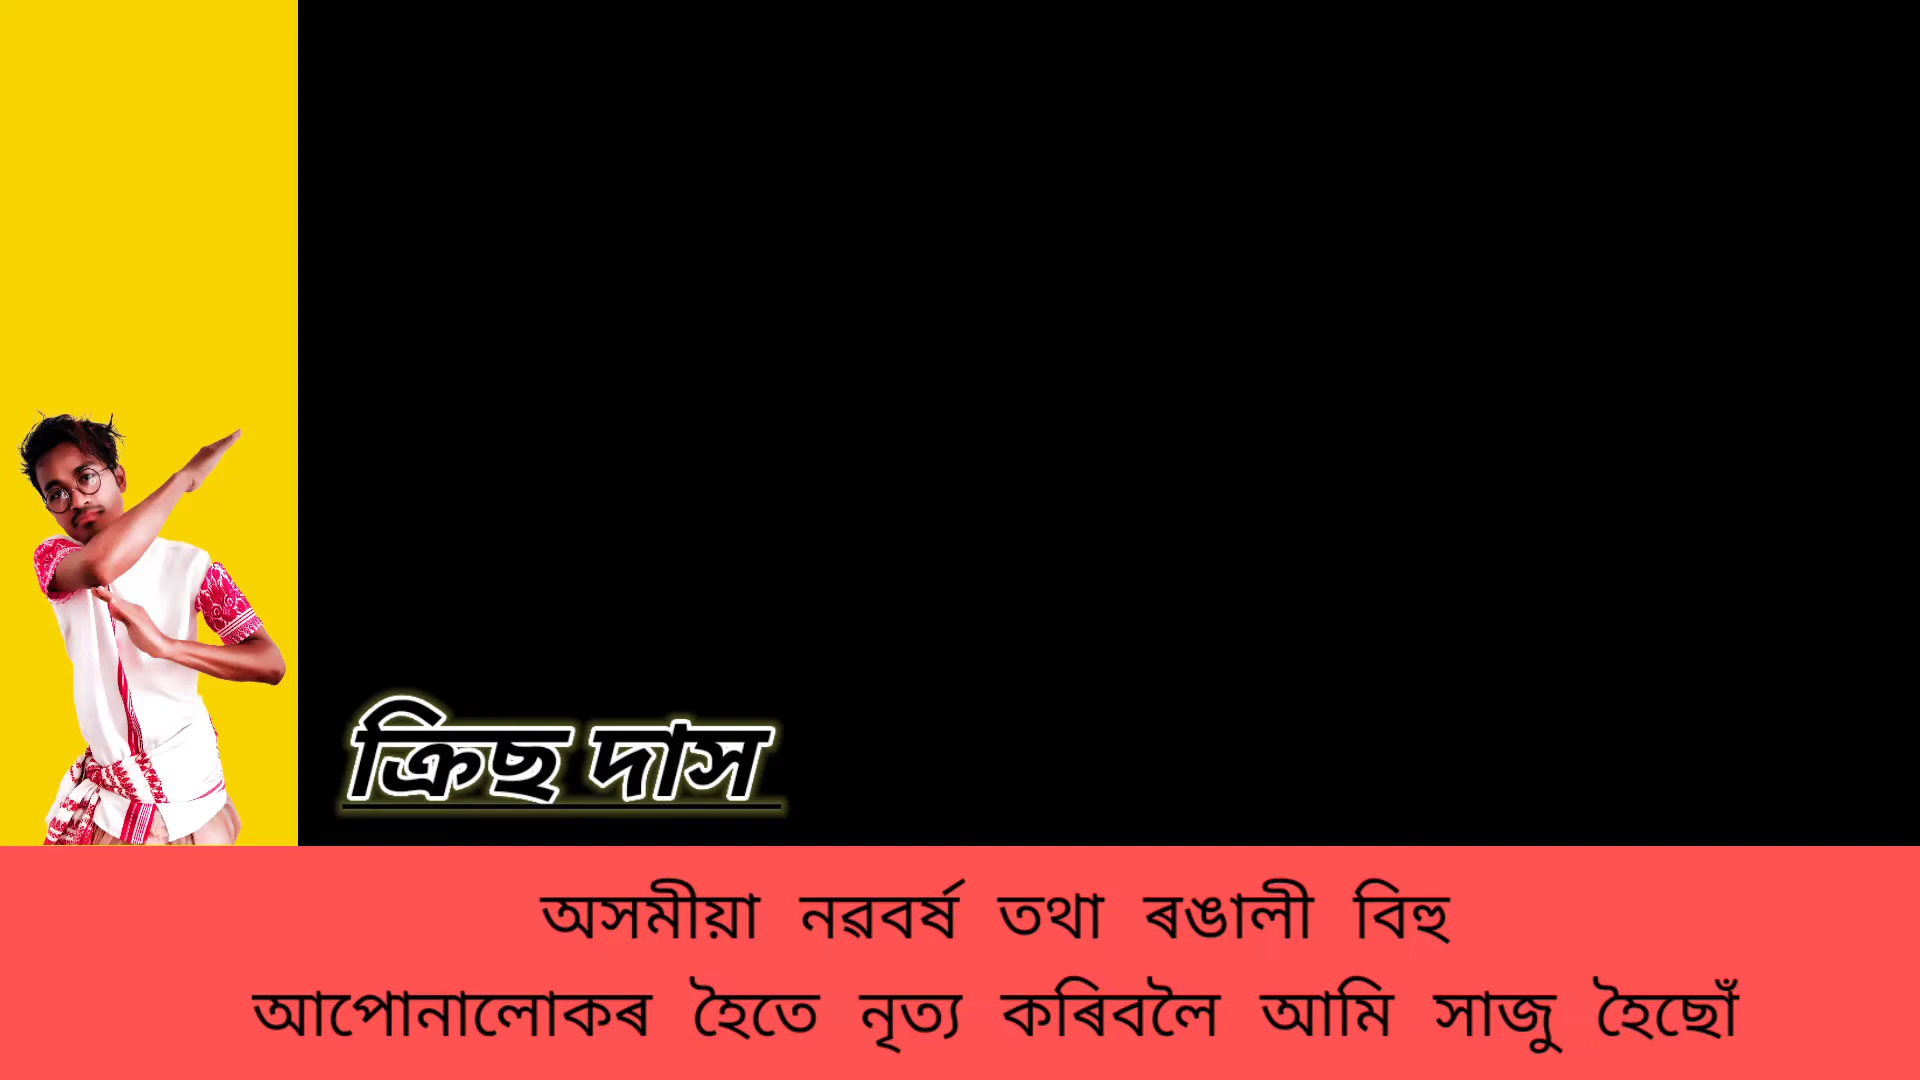 ক্ৰিছ দাস
অসমীয়া নৱবৰ্ষ তথা ৰঙালী বিহু
আপোনালোকৰ হৈতে নৃত্য কৰিবলৈ আমি সাজু হৈছোঁ